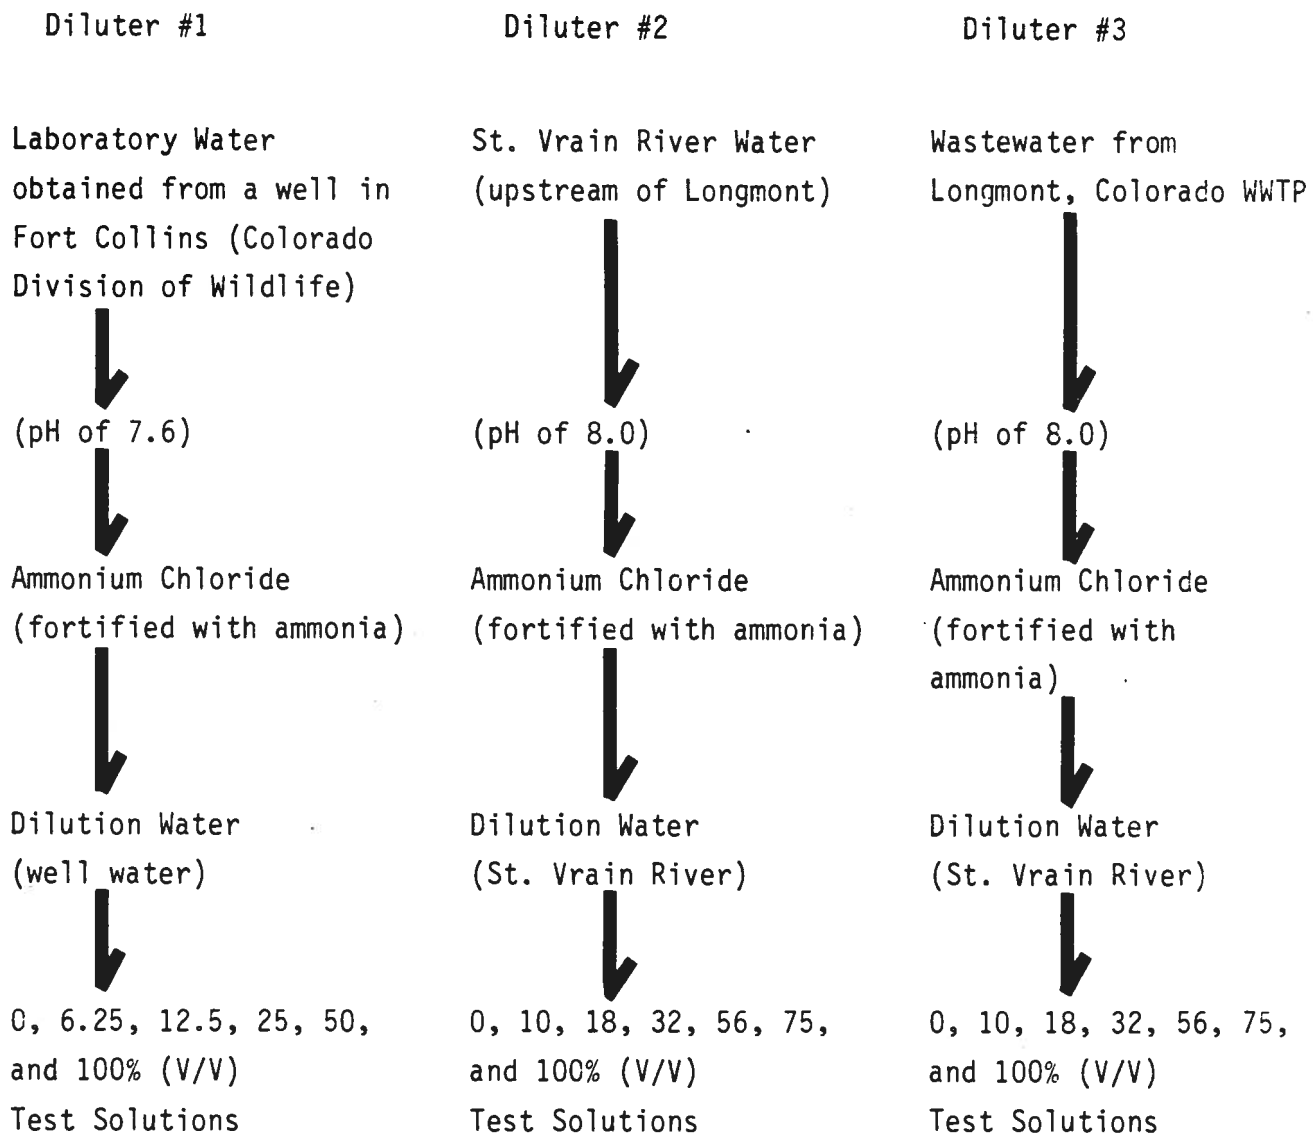 Diluter #1
Laboratory Water
obtained from a well in
Fort Collins (Colorado
Division of Wildlife)
(pH of 7.6)
Ammonium Chloride
(fortified with ammonia)
Dilution Water
(well water)
0, 6.25, 12.5, 25, 50,
and 100% (V/V)
Test Solutions
Diluter #2
St. Vrain River Water
(upstream of Longmont)
(pH of 8.0)
Ammonium Chloride
(fortified with ammonia)
Dilution Water
(St. Vrain River)
0, 10, 18, 32, 56, 75,
and 100% (V/V)
Test Solutions
Diluter #3
Wastewater from
Longmont, Colorado WWTP
(pH of 8.0)
Ammonium Chloride
(fortified with
ammonia)
Dilution Water
(St. Vrain River)
0, 10, 18, 32, 56, 75,
and 100% (V/V)
Test Solutions